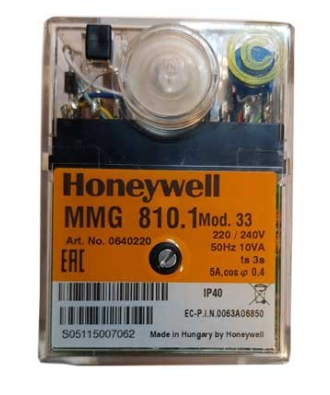 Honeywell
MMG 810.1 Mod. 33
Art. No. 0640220 220 / 240V
50Hz 10VA
EAC ts 3s
5A,cos φ 0,4
IP40
EC-P.I.N.0063A06850
S05115007062 Made in Hungary by Honeywell